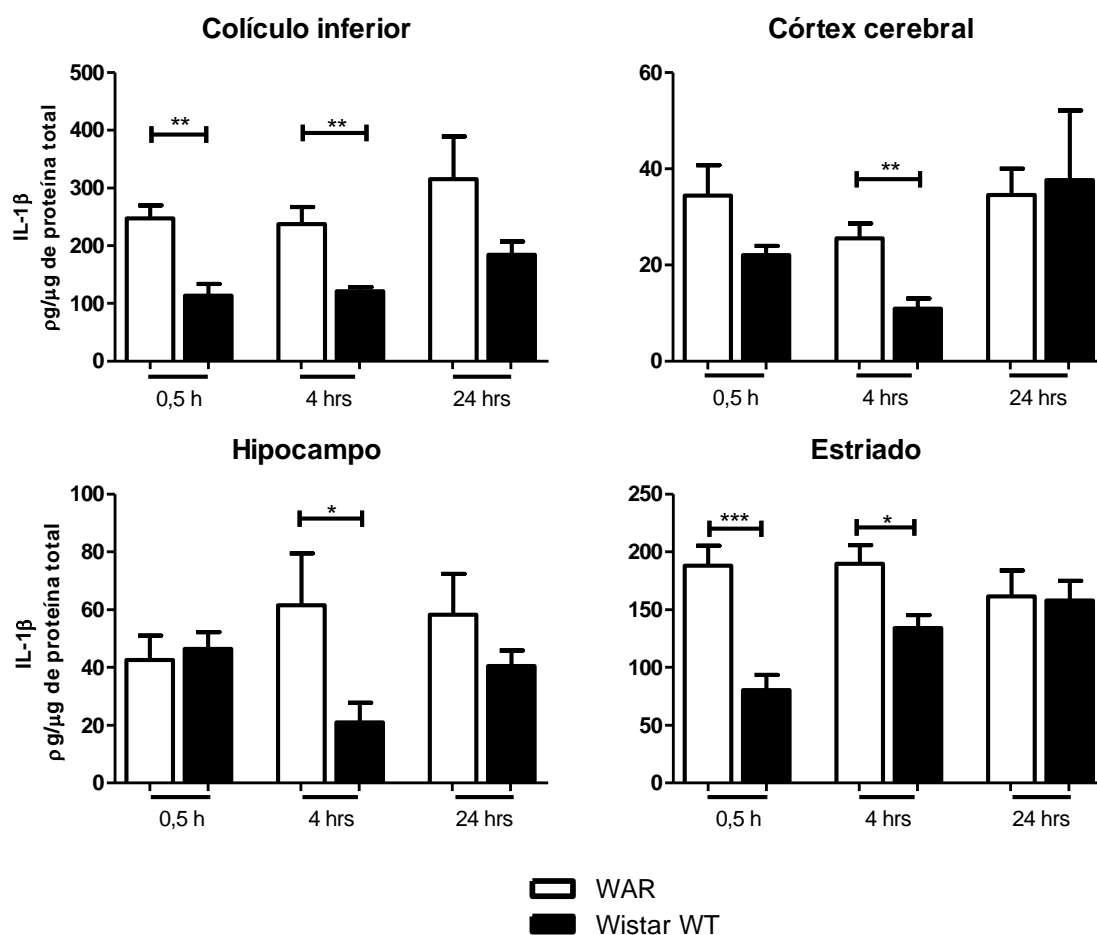 Colículo inferior
IL-1β
ρg/μg de proteína total
500
400
300
200
100
0
**
**
0,5 h
4 hrs
24 hrs
Córtex cerebral
60
40
20
0
**
0,5 h
4 hrs
24 hrs
Hipocampo
IL-1β
ρg/μg de proteína total
100
80
60
40
20
0
*
0,5 h
4 hrs
24 hrs
Estriado
250
200
150
100
50
0
***
*
0,5 h
4 hrs
24 hrs
WAR
Wistar WT